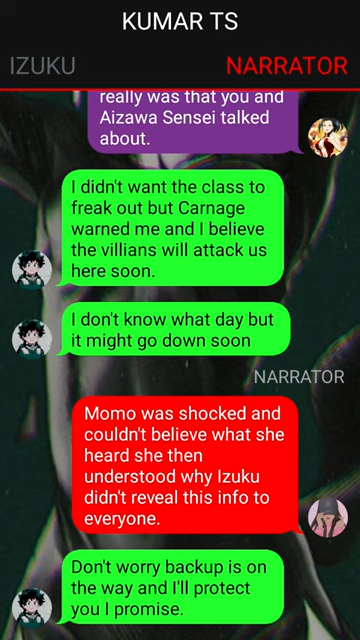 KUMAR TS
IZUKU
NARRATOR
really was that you and
Aizawa Sensei talked
about.
I didn't want the class to
freak out but Carnage
warned me and I believe
the villians will attack us
here soon.
I don't know what day but
it might go down soon
NARRATOR
Momo was shocked and
couldn't believe what she
heard she then
understood why Izuku
didn't reveal this info to
everyone.
Don't worry backup is on
the way and I'll protect
you I promise.